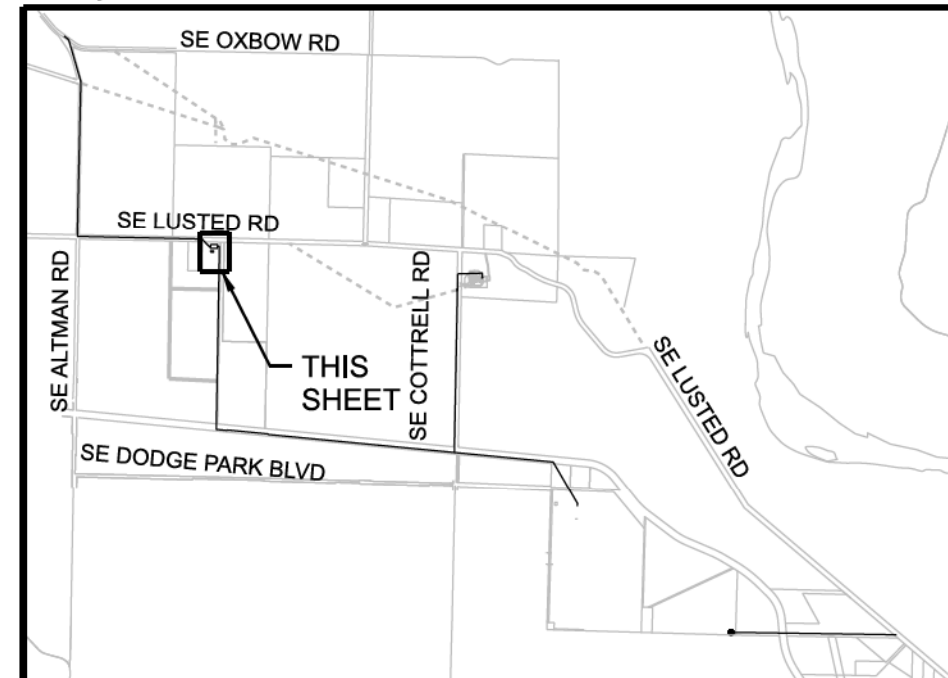 SE OXBOW RD
SE LUSTED RD
SE ALTMAN RD
SE COTTRELL RD
THIS
SHEET
SE LUSTED RD
SE DODGE PARK BLVD